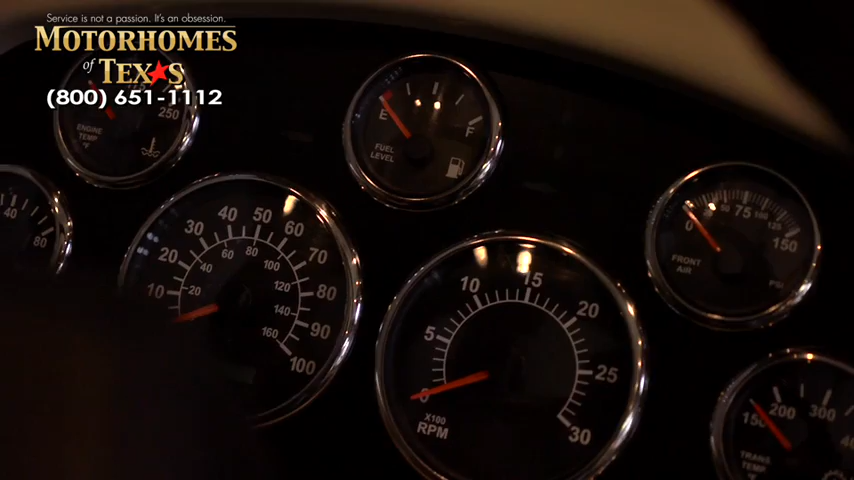 Service is not a passion. It's an obsession.
MOTORHOMES
of TEXAS
(800) 651-1112
250
ENGINE
TEMP
°F
40
80
10
20
30
40
50
60
70
80
90
100
20
40
60
80
100
120
140
160
E
F
FUEL
LEVEL
0
5
10
15
20
25
30
X100
RPM
0
75
100
125
150
FRONT
AIR
PSI
150
200
300
TRANS
TEMP